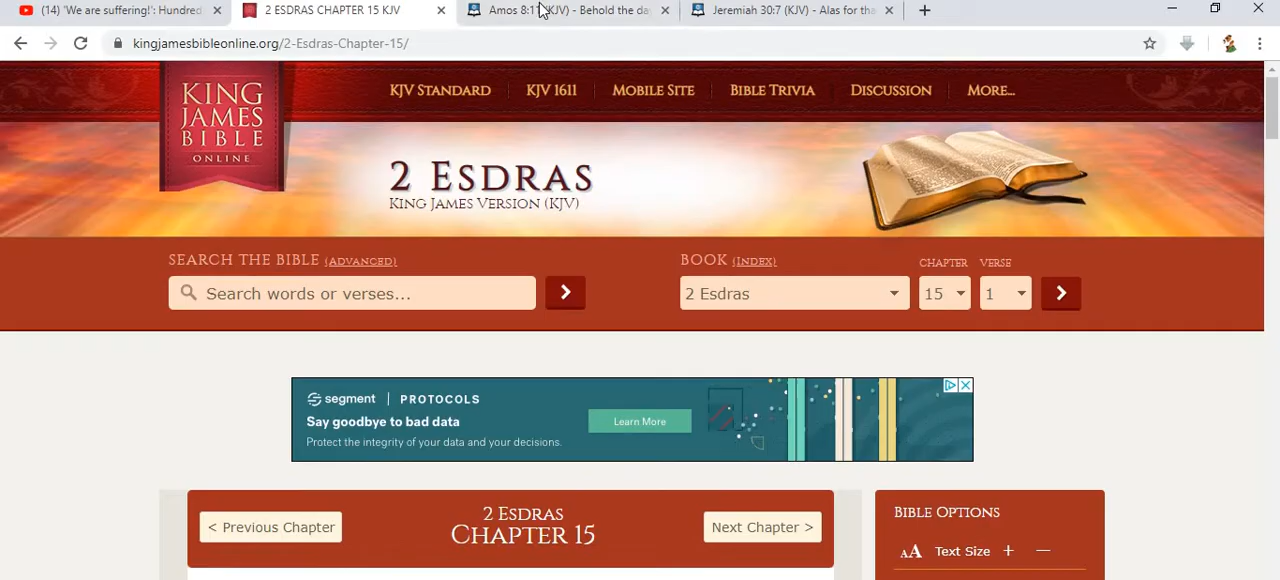 (14) 'We are suffering!': Hundred
2 ESDRAS CHAPTER 15 KJV
Amos 8:11 (KJV) - Behold the day
Jeremiah 30:7 (KJV) - Alas for tha
kingjamesbibleonline.org/2-Esdras-Chapter-15/
KING
JAMES
BIBLE
ONLINE
KJV STANDARD
KJV 1611
MOBILE SITE
BIBLE TRIVIA
DISCUSSION
MORE...
2 ESDRAS
KING JAMES VERSION (KJV)
SEARCH THE BIBLE (ADVANCED)
BOOK (INDEX)
CHAPTER
VERSE
Search words or verses...
2 Esdras
15
1
segment | PROTOCOLS
Say goodbye to bad data
Protect the integrity of your data and your decisions.
Learn More
< Previous Chapter
2 ESDRAS
CHAPTER 15
Next Chapter >
BIBLE OPTIONS
AA Text Size + —